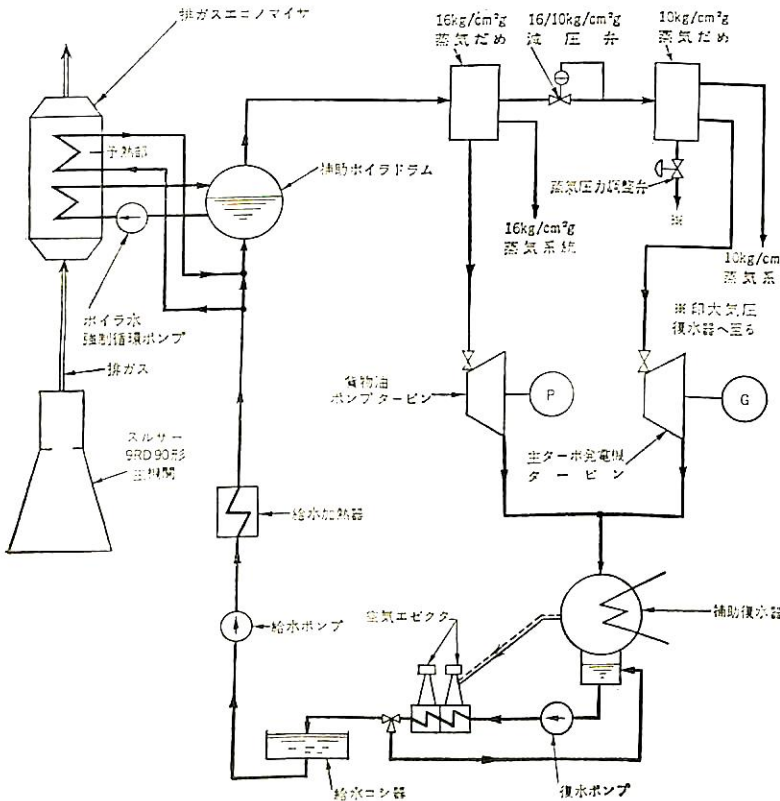 排ガスエコノマイザ
16kg/cm²g
蒸気だめ
16/10kg/cm²g
減圧弁
10kg/cm²g
蒸気だめ
予熱部
補助ボイラドラム
蒸気圧力調整弁
※
16kg/cm²g
蒸気系統
10kg/cm
蒸気系
ボイラ水
強制循環ポンプ
※印大気圧
復水器へ至る
排ガス
貨物油
ポンプタービン
P
G
スルザー
9RD90形
主機関
主ターボ発電機
タービン
給水加熱器
給水ポンプ
空気エゼクタ
補助復水器
給水コシ器
復水ポンプ